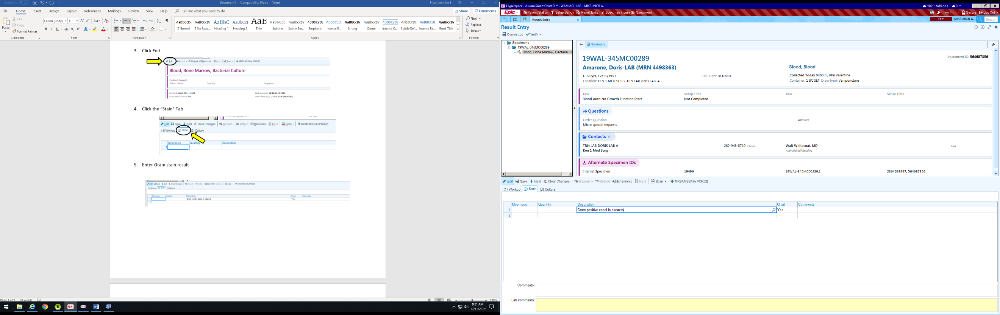 AutoSave Off
Document1 - Compatibility Mode - Word
Fryer, Jennifer E
File Home Insert Design Layout References Mailings Review View Help Tell me what you want to do
Share Comments
Paste
Cut
Copy
Format Painter
Calibri (Body) 11
AaBbCcDc AaBbCcDc AaBbC AaBbCcI AaB AaBbCcD AaBbCcDc AaBbCcDc AaBbCcDc AaBbCcDc AaBbCcDc AaBbCcDc AABBCCDC AABBCCDC AaBbCcDc
¶ Normal ¶ No Spac... Heading 1 Heading 2 Title Subtitle Subtle Em... Emphasis Intense E... Strong Quote Intense Q... Subtle Ref... Intense Re... Book Title
Find
Replace
Select
Clipboard Font Paragraph Styles Editing
3. Click Edit
Edit Repeat Method Mnemonic Keys Scan MRSAMSSA by PCR [2]
Blood, Bone Marrow, Bacterial Culture
Culture Growth
Status Isolate Quantity Organism
Method: West Allis - MSC1 Last received: 12/11/2019 1026
Auto Result Status: On Start Time: 12/11/2019 1026 (Received)
4. Click the “Stain” Tab
Edit Save Next Clear Changes Repeat Method Mnemonic Keys Scan MRSAMSSA by PCR [2]
(1) Workup (2) Stain (3) Culture
Mnemonic Quantity Description
1
5. Enter Gram stain result
Edit Save Next Clear Changes Repeat Method Mnemonic Keys Scan MRSAMSSA by PCR [2]
(1) Workup (2) Stain (3) Culture
Mnemonic Quantity Description Chart Comments
1 Gram positive cocci in clusters Yes
2
Page 1 of 3 24 words
130%
9:21 AM
12/11/2019
Hyperspace - Aurora Smart Chart PLY - WAM ACL LAB - MIKE-MICR A.
102 : Add-ons 0
Epic Patient Station Setup Bench Result Entry Specimen Inquiry (By Specimen)
Print Secure Log Out
Result Entry
PLY MIKE-MICR A. Search
Result Entry
Comm Log Verify
Specimens
19WAL-345MC00289
Blood, Bone Marrow, Bacterial C
Summary
19WAL-345MC00289
Instrument ID: 564687356
Amarone, Doris-LAB (MRN 4498363)
Blood, Blood
F, 68 yrs, 12/11/1951 Coll. Dept: KENMS1 Collected Today 0400 by Phil Valentine
Location: KEN 1 MED SURG, TRN LAB Doris LAB, A Container: 1 BC SET Draw type: Venipuncture
Task Setup Time Task Setup Time
Blood Auto No Growth Function Start Not Completed
Questions
Order Question Answer
Micro special requests
Contacts
TRN LAB DORIS LAB A 262-948-5710 Phone Walt Whitecoat, MD N/A
Ken 1 Med Surg Authorizing/Attending
Alternate Specimen IDs
Internal Specimen 19496 19WAL-345MC00289.1 2364693997, 564687356
Edit Save Next Clear Changes Repeat Method Mnemonic Keys Scan MRSAMSSA by PCR [2]
(1) Workup (2) Stain (3) Culture
Mnemonic Quantity Description Chart Comments
1 Gram positive cocci in clusters Yes
2
Comments:
Lab comments: